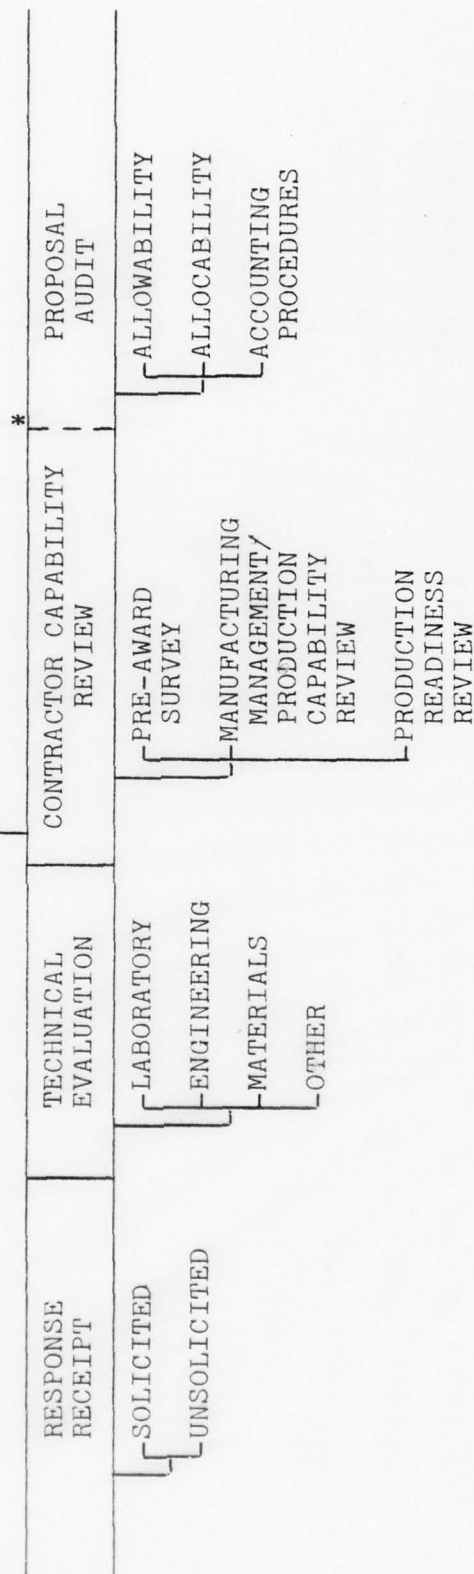 RESPONSE
RECEIPT
SOLICITED
UNSOLICITED
TECHNICAL
EVALUATION
LABORATORY
ENGINEERING
MATERIALS
OTHER
CONTRACTOR CAPABILITY
REVIEW
PRE-AWARD
SURVEY
MANUFACTURING
MANAGEMENT/
PRODUCTION
CAPABILITY
REVIEW
PRODUCTION
READINESS
REVIEW
*
PROPOSAL
AUDIT
ALLOWABILITY
ALLOCABILITY
ACCOUNTING
PROCEDURES